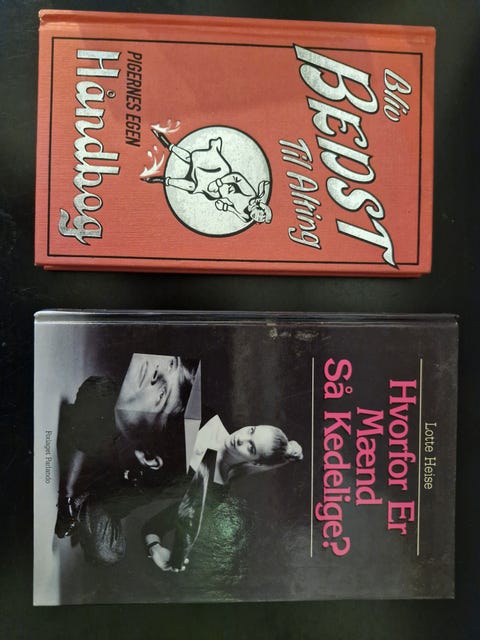 Bliv
BEDST
Til Alting
PIGERNES EGEN
Håndbog
Lotte Heise
Hvorfor Er
Mænd
Så Kedelige?
Forlaget Parlando